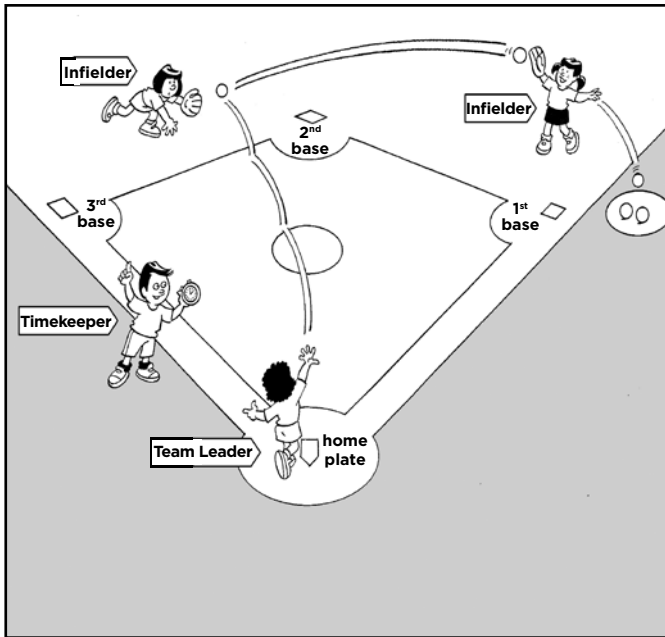 Infielder
Infielder
2nd
base
3rd
base
1st
base
Timekeeper
Team Leader
home
plate